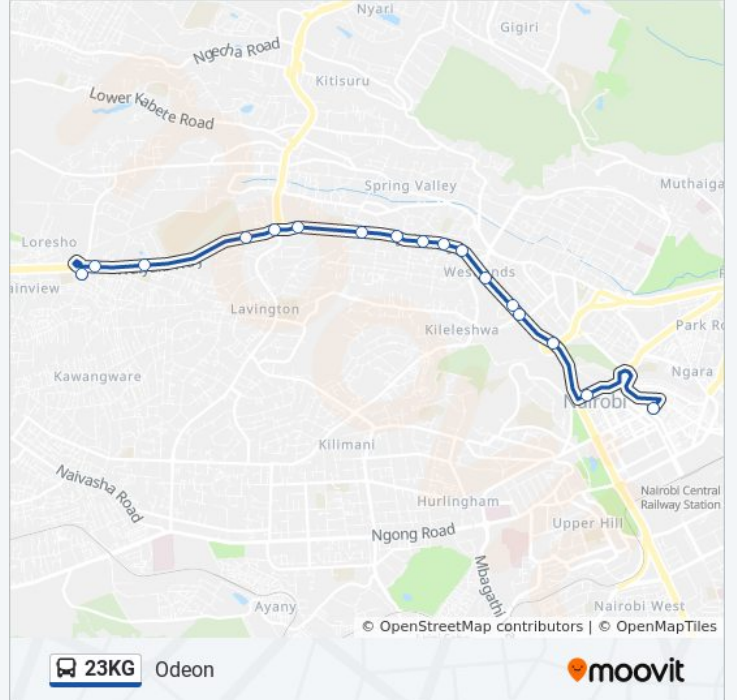 Nyari
Gigiri
Ngecha Road
Kitisuru
Lower Kabete Road
Spring Valley
Muthaiga
Loresho
ainview
Westlands
Lavington
Kileleshwa
Park Ro
Ngara
Kawangware
Nairobi
Kilimani
Naivasha Road
Hurlingham
Nairobi Central
Railway Station
Upper Hill
Ngong Road
Mbagathi
Ayany
Nairobi West
© OpenStreetMap contributors | © OpenMapTiles
23KG Odeon
moovit